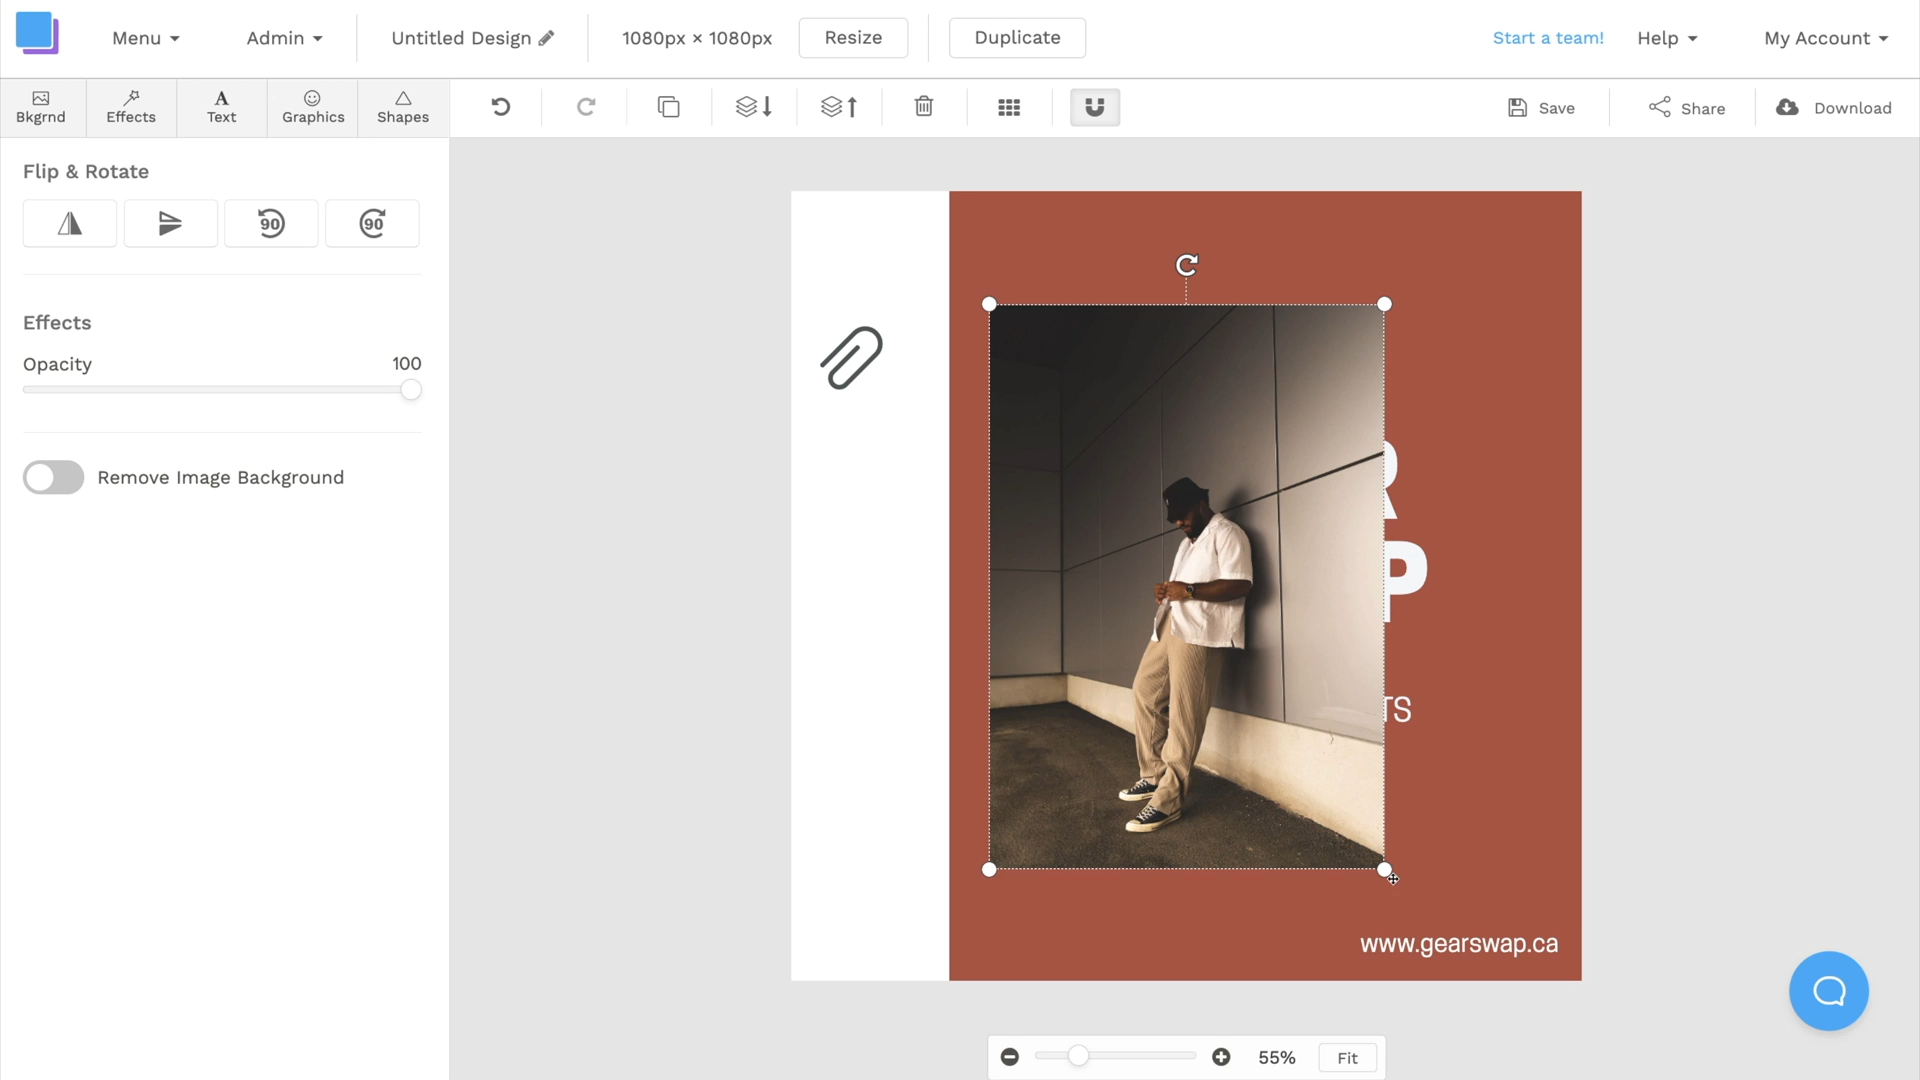 Menu
Admin
Untitled Design
1080px × 1080px
Resize
Duplicate
Start a team!
Help
My Account
Bkgrnd
Effects
A
Text
Graphics
Shapes
Save
Share
Download
Flip & Rotate
90
90
Effects
Opacity
100
Remove Image Background
R
P
TS
www.gearswap.ca
55%
Fit